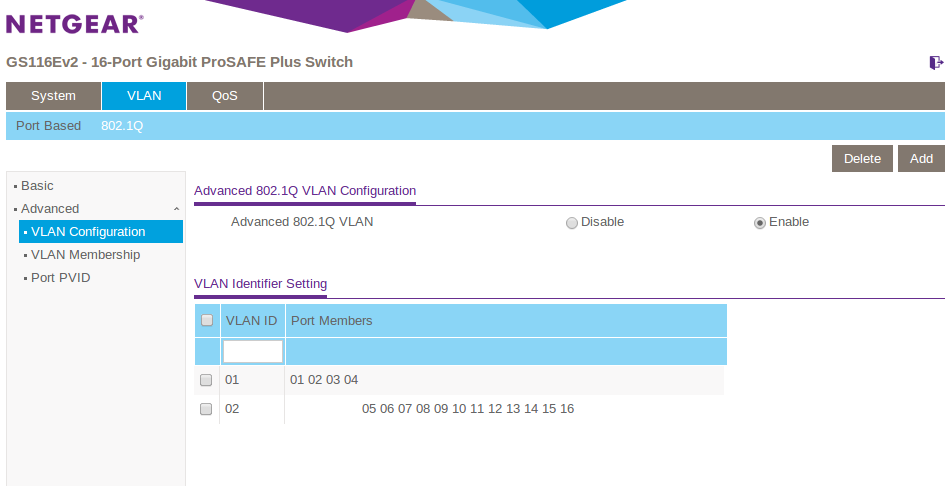 NETGEAR®
GS116Ev2 - 16-Port Gigabit ProSAFE Plus Switch
System VLAN QoS
Port Based 802.1Q
Delete Add
Basic
Advanced
VLAN Configuration
VLAN Membership
Port PVID
Advanced 802.1Q VLAN Configuration
Advanced 802.1Q VLAN Disable Enable
VLAN Identifier Setting
VLAN ID Port Members
01 01 02 03 04
02 05 06 07 08 09 10 11 12 13 14 15 16